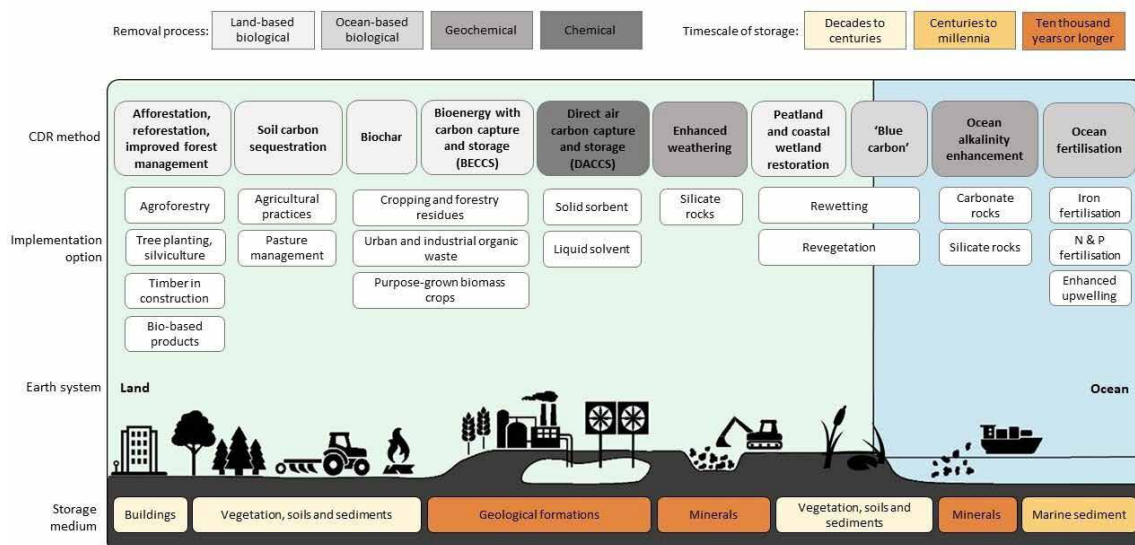 Removal process:
Land-based
biological
Ocean-based
biological
Geochemical
Chemical
Timescale of storage:
Decades to
centuries
Centuries to
millennia
Ten thousand
years or longer
CDR method
Afforestation,
reforestation,
improved forest
management
Soil carbon
sequestration
Biochar
Bioenergy with
carbon capture
and storage
(BECCS)
Direct air
carbon capture
and storage
(DACCS)
Enhanced
weathering
Peatland
and coastal
wetland
restoration
‘Blue
carbon’
Ocean
alkalinity
enhancement
Ocean
fertilisation
Implementation
option
Agroforestry
Tree planting,
silviculture
Timber in
construction
Bio-based
products
Agricultural
practices
Pasture
management
Cropping and forestry
residues
Urban and industrial organic
waste
Purpose-grown biomass
crops
Solid sorbent
Liquid solvent
Silicate
rocks
Rewetting
Revegetation
Carbonate
rocks
Silicate rocks
Iron
fertilisation
N & P
fertilisation
Enhanced
upwelling
Earth system
Land
Ocean
Storage
medium
Buildings
Vegetation, soils and sediments
Geological formations
Minerals
Vegetation, soils and
sediments
Minerals
Marine sediment